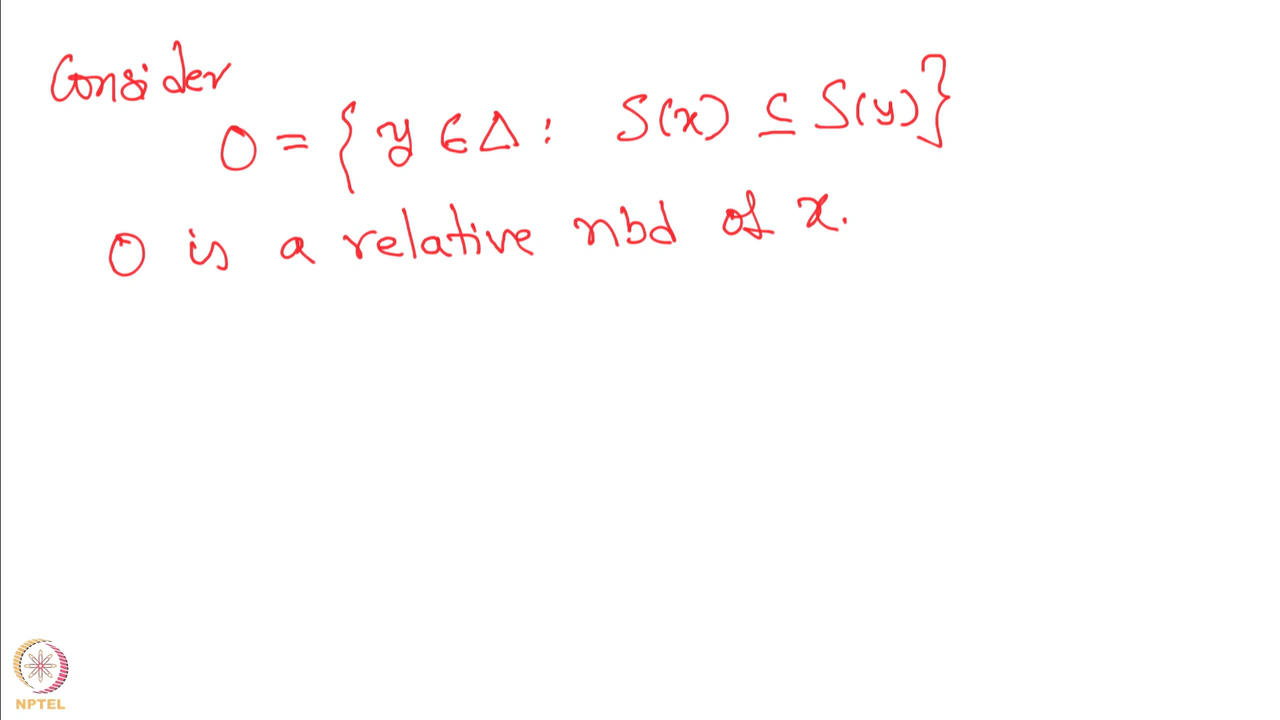 Consider
O = { y ∈ Δ : S(x) ⊆ S(y) }
O is a relative nbd of x.
NPTEL